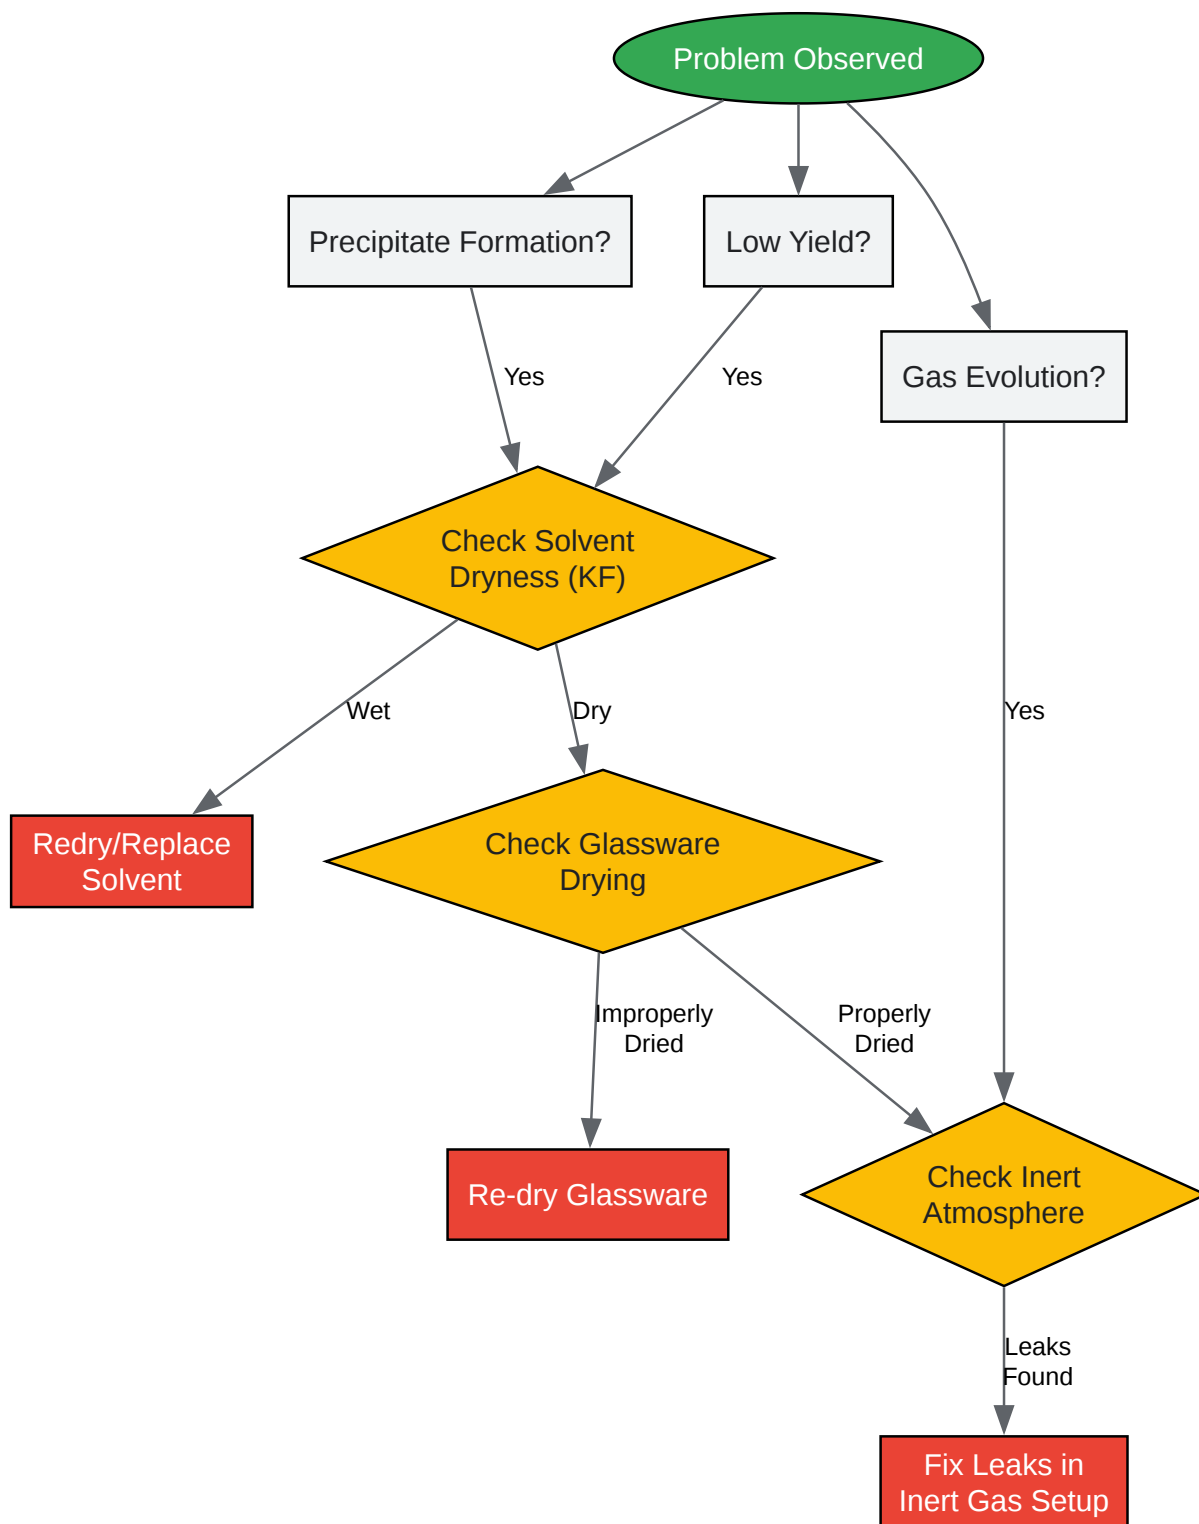 Problem Observed
Precipitate Formation?
Low Yield?
Gas Evolution?
Yes
Yes
Check Solvent
Dryness (KF)
Wet
Dry
Yes
Redry/Replace
Solvent
Check Glassware
Drying
Improperly
Dried
Properly
Dried
Re-dry Glassware
Check Inert
Atmosphere
Leaks
Found
Fix Leaks in
Inert Gas Setup